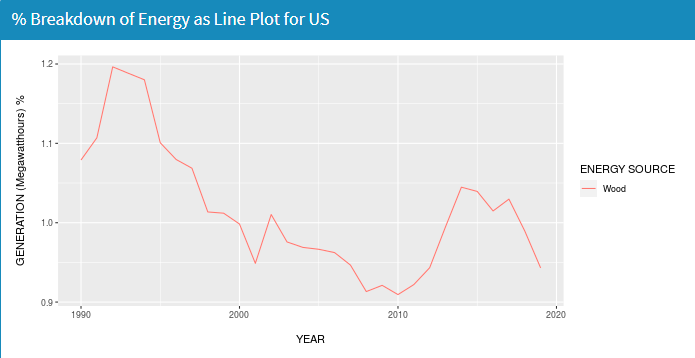 % Breakdown of Energy as Line Plot for US
GENERATION (Megawatthours) %
1.2
1.1
1.0
0.9
1990
2000
2010
2020
YEAR
ENERGY SOURCE
Wood